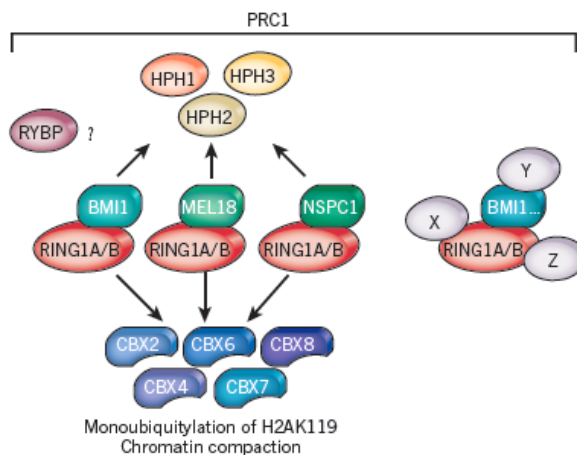 PRC1
HPH1
HPH3
HPH2
RYBP
?
BMI1
MEL18
NSPC1
RING1A/B
RING1A/B
RING1A/B
Y
BMI1...
X
RING1A/B
Z
CBX2
CBX6
CBX8
CBX4
CBX7
Monoubiquitylation of H2AK119
Chromatin compaction